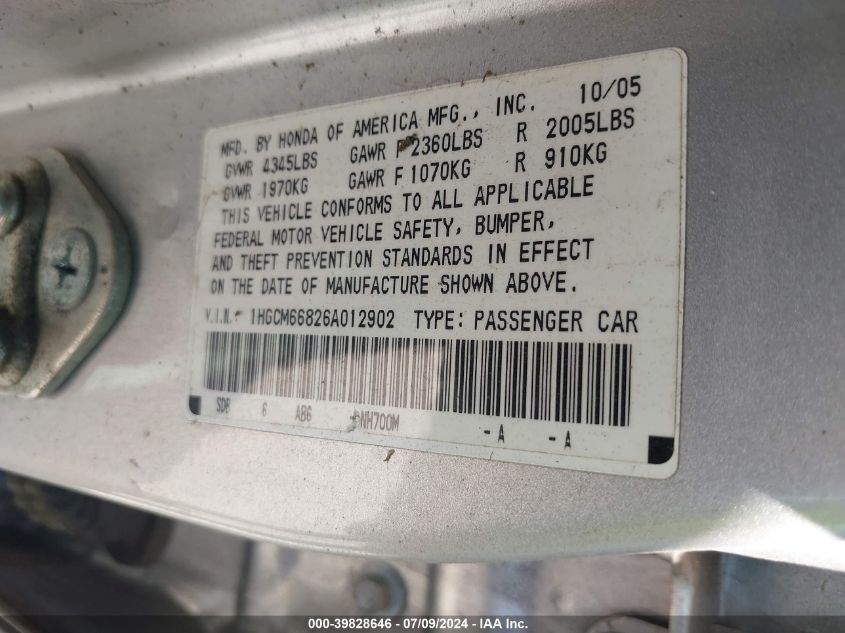 MFD. BY HONDA OF AMERICA MFG., INC. 10/05
GVWR 4345LBS GAWR F 2360LBS R 2005LBS
GVWR 1970KG GAWR F 1070KG R 910KG
THIS VEHICLE CONFORMS TO ALL APPLICABLE
FEDERAL MOTOR VEHICLE SAFETY, BUMPER,
AND THEFT PREVENTION STANDARDS IN EFFECT
ON THE DATE OF MANUFACTURE SHOWN ABOVE.
V.I.N. 1HGCM66826A012902 TYPE: PASSENGER CAR
6 A86 NH700M -A -A
000-39828646 / 07/09/2024 - IAA Inc.